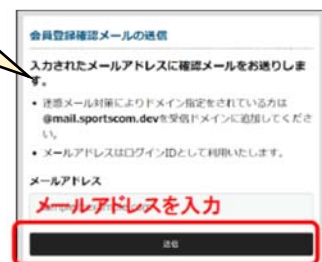 会員登録確認メールの送信
入力されたメールアドレスに確認メールをお送りしま
す。
• 迷惑メール対策によりドメイン指定をされている方は
@mail.sportscom.devを受信ドメインに追加してくださ
い。
• メールアドレスはログインIDとして利用いたします。
メールアドレス
メールアドレスを入力
送信